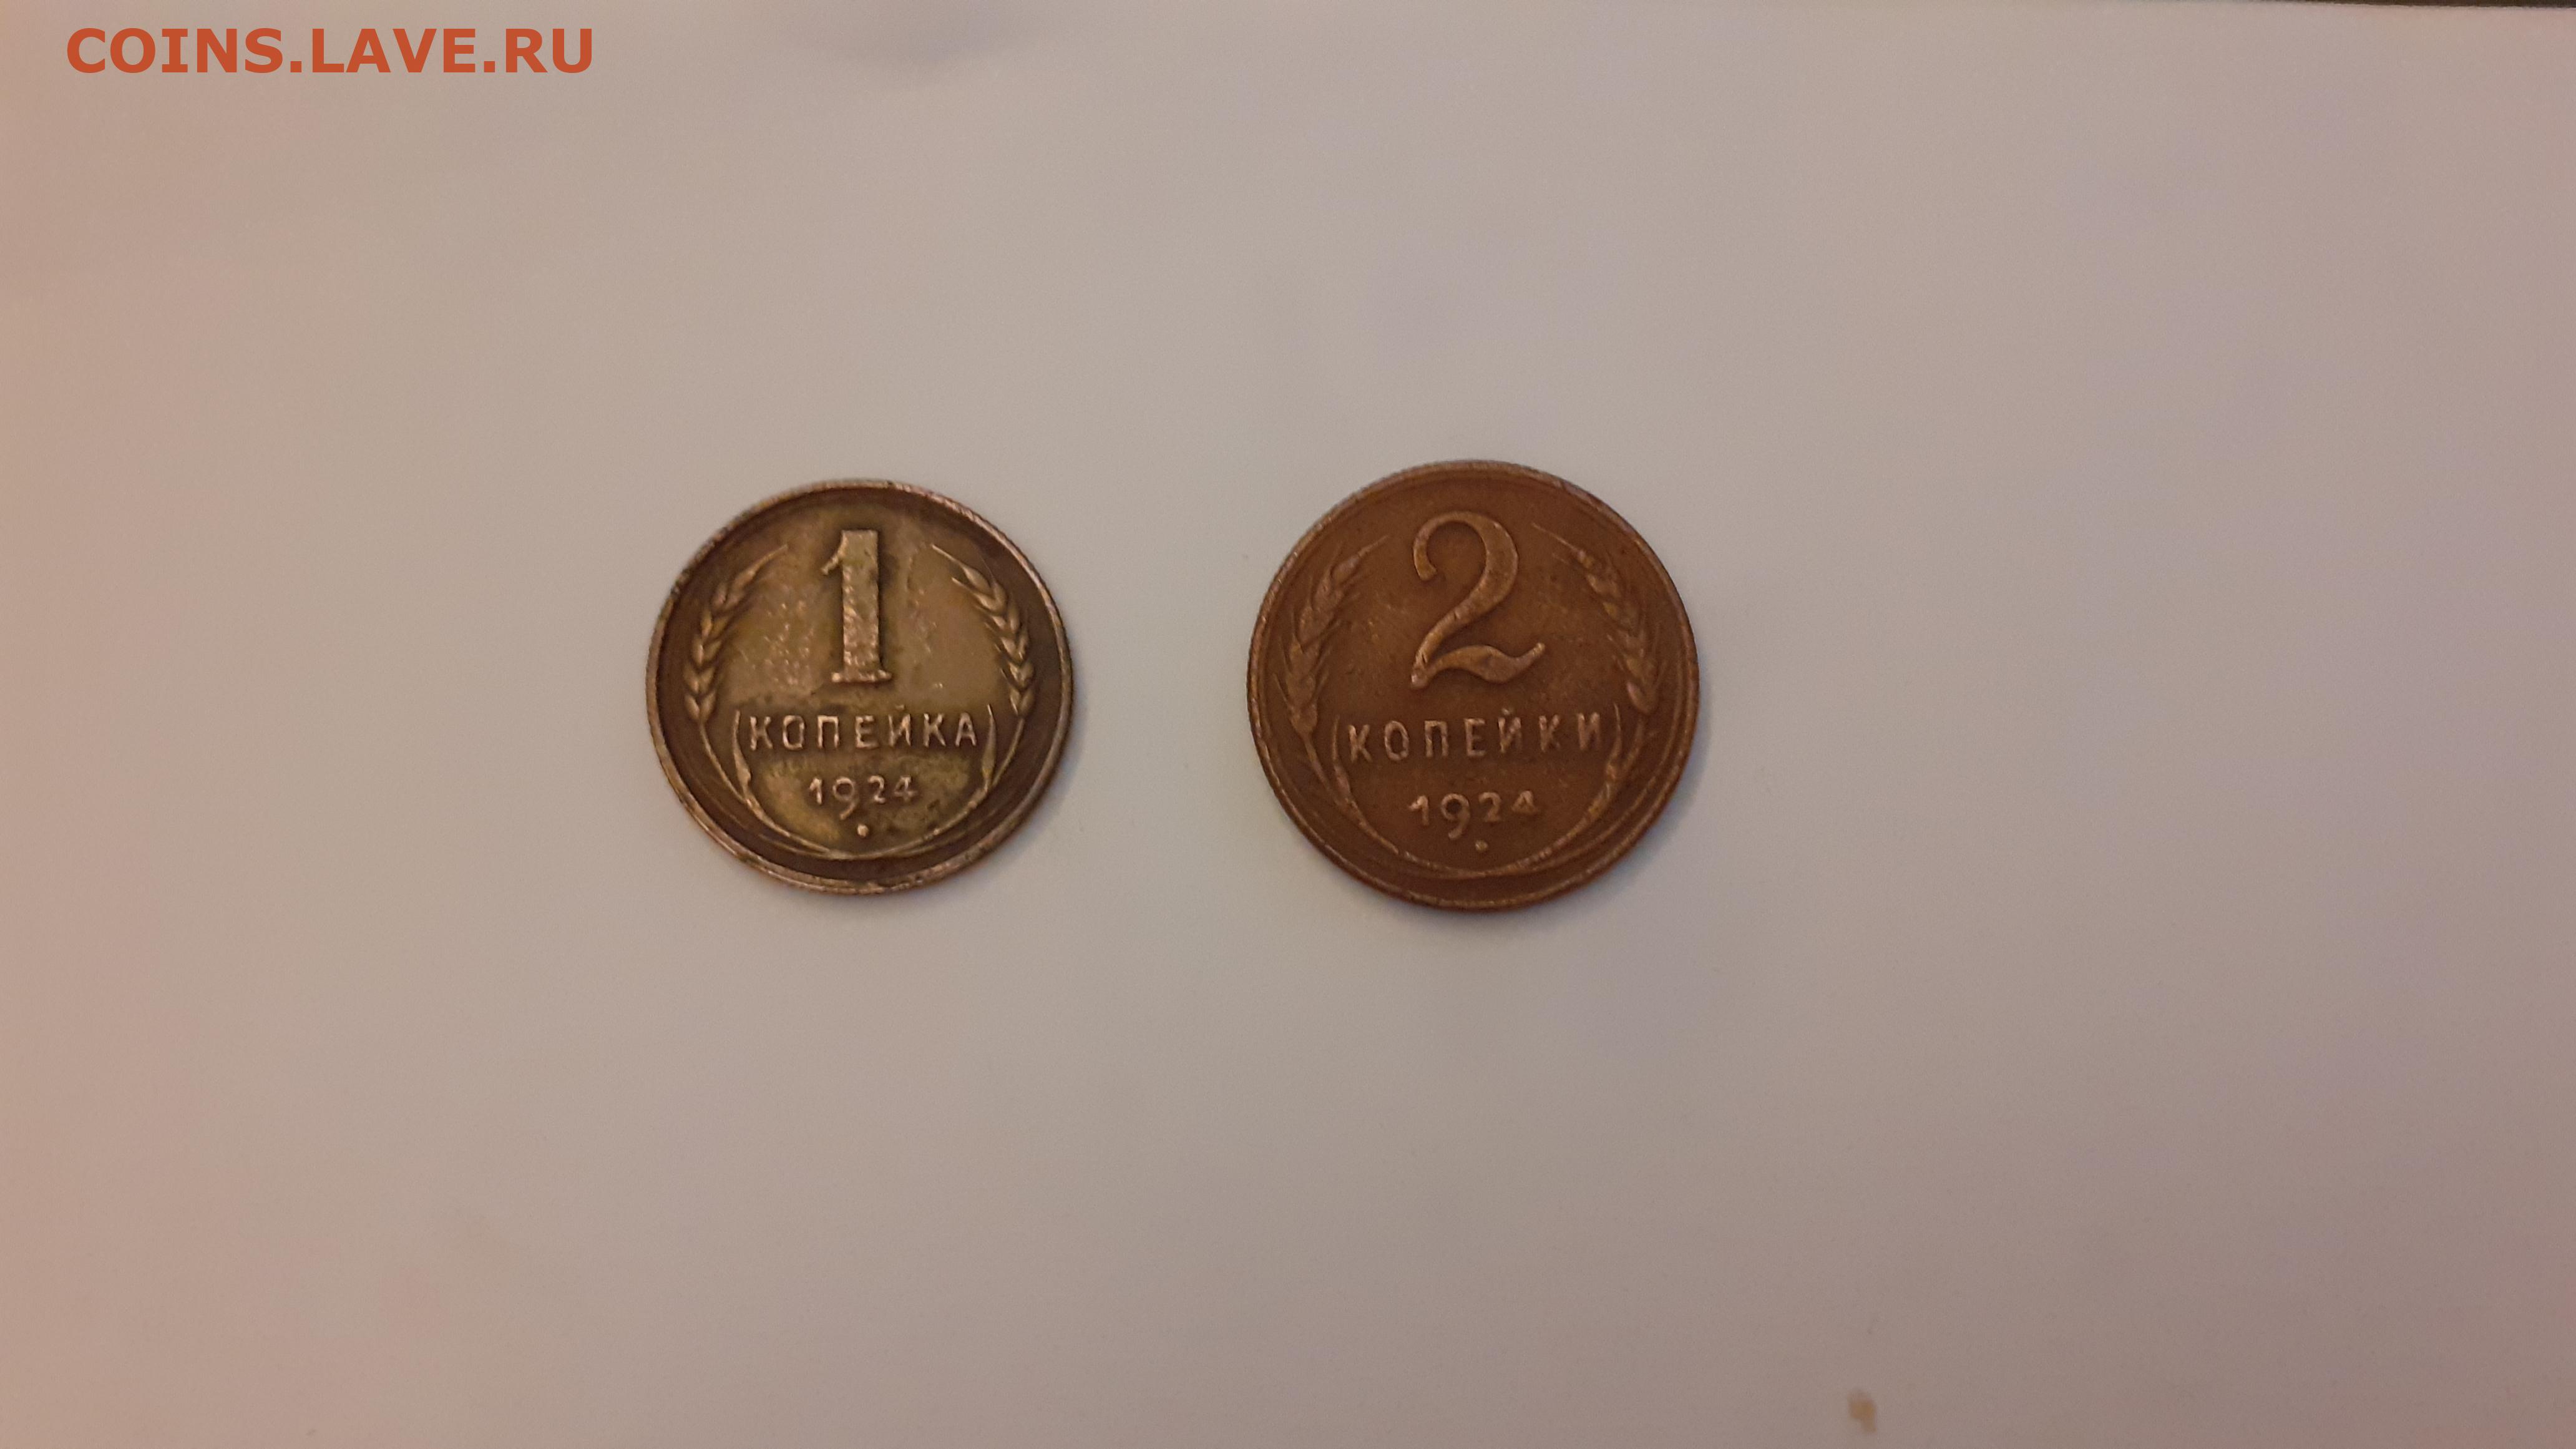 COINS.LAVE.RU
1
КОПЕЙКА
1924
2
КОПЕЙКИ
1924